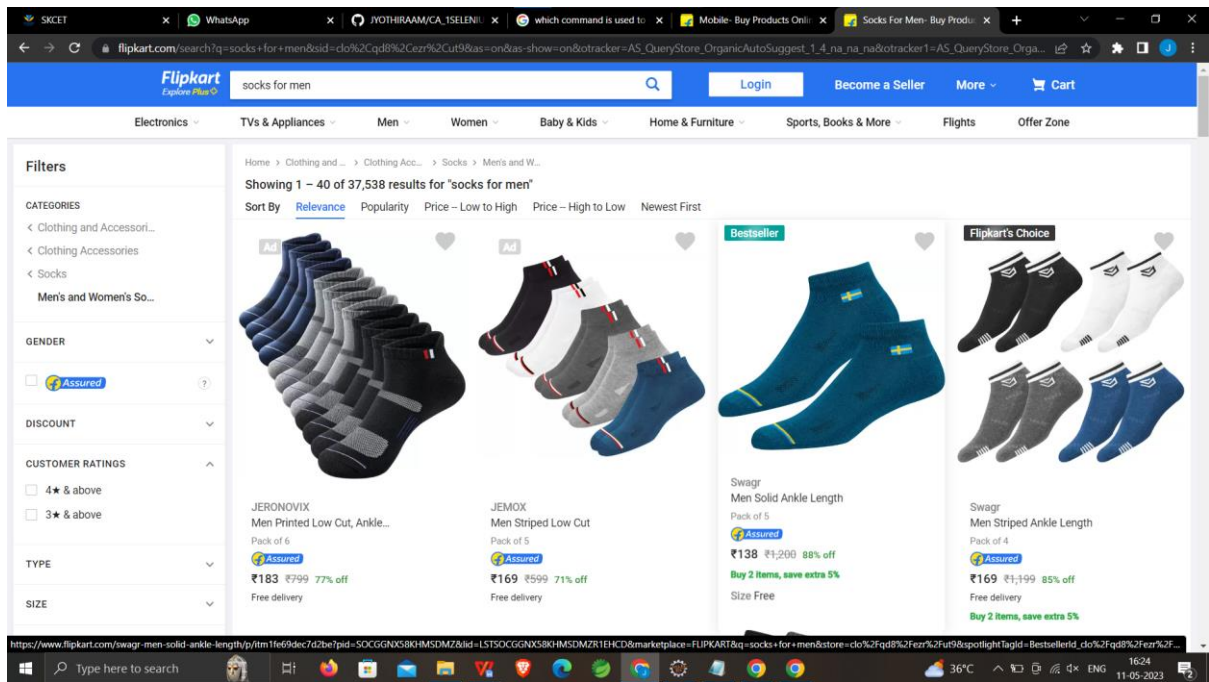 SKCET
WhatsApp
JYOTHIRAAM/CA_1SELENIU
which command is used to
Mobile- Buy Products Onlin
Socks For Men- Buy Produc
flipkart.com/search?q=socks+for+men&sid=clo%2Cqd8%2Cezr%2Cut9&as=on&as-show=on&otracker=AS_QueryStore_OrganicAutoSuggest_1_4_na_na_na&otracker1=AS_QueryStore_Orga...
J
Flipkart
Explore Plus
socks for men
Login
Become a Seller
More
Cart
Electronics
TVs & Appliances
Men
Women
Baby & Kids
Home & Furniture
Sports, Books & More
Flights
Offer Zone
Filters
CATEGORIES
Clothing and Accessori...
Clothing Accessories
Socks
Men's and Women's So...
GENDER
Assured
?
DISCOUNT
CUSTOMER RATINGS
4★ & above
3★ & above
TYPE
SIZE
Home > Clothing and ... > Clothing Acc... > Socks > Men's and W...
Showing 1 – 40 of 37,538 results for "socks for men"
Sort By Relevance Popularity Price -- Low to High Price -- High to Low Newest First
Ad
JERONOVIX
Men Printed Low Cut, Ankle...
Pack of 6
Assured
₹183 ₹799 77% off
Free delivery
Ad
JEMOX
Men Striped Low Cut
Pack of 5
Assured
₹169 ₹599 71% off
Free delivery
Bestseller
Swagr
Men Solid Ankle Length
Pack of 5
Assured
₹138 ₹1,200 88% off
Buy 2 items, save extra 5%
Size Free
Flipkart's Choice
Swagr
Men Striped Ankle Length
Pack of 4
Assured
₹169 ₹1,199 85% off
Free delivery
Buy 2 items, save extra 5%
https://www.flipkart.com/swagr-men-solid-ankle-length/p/itm1fe69dec7d2be?pid=SOCGGNX58KHMSDMZ&lid=LSTSOCGGNX58KHMSDMZR1EHCD&marketplace=FLIPKART&q=socks+for+men&store=clo%2Fqd8%2Fezr%2Fut9&spotlightTagId=BestsellerId_clo%2Fqd8%2Fezr%2F...
Type here to search
36°C
ENG
16:24
11-05-2023